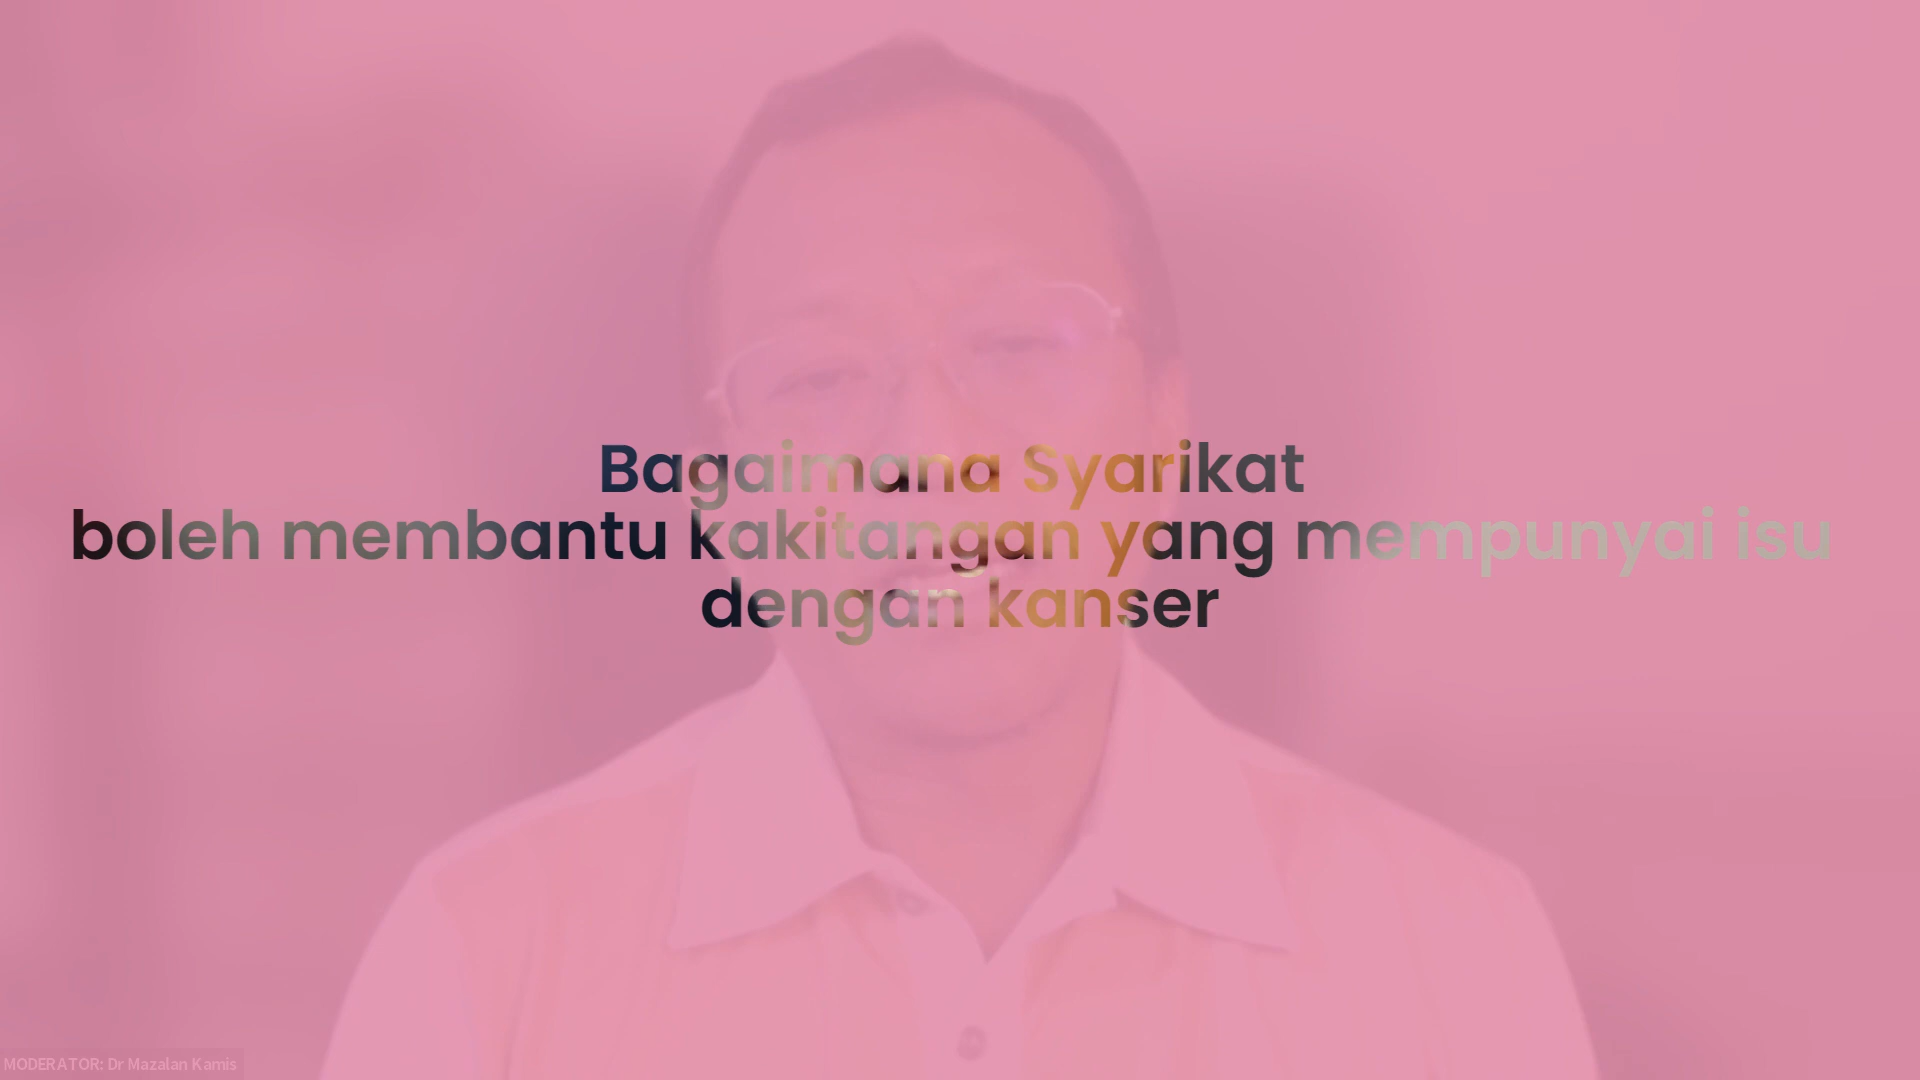 Bagaimana Syarikat
boleh membantu kakitangan yang mempunyai isu
dengan kanser
MODERATOR: Dr Mazalan Kamis